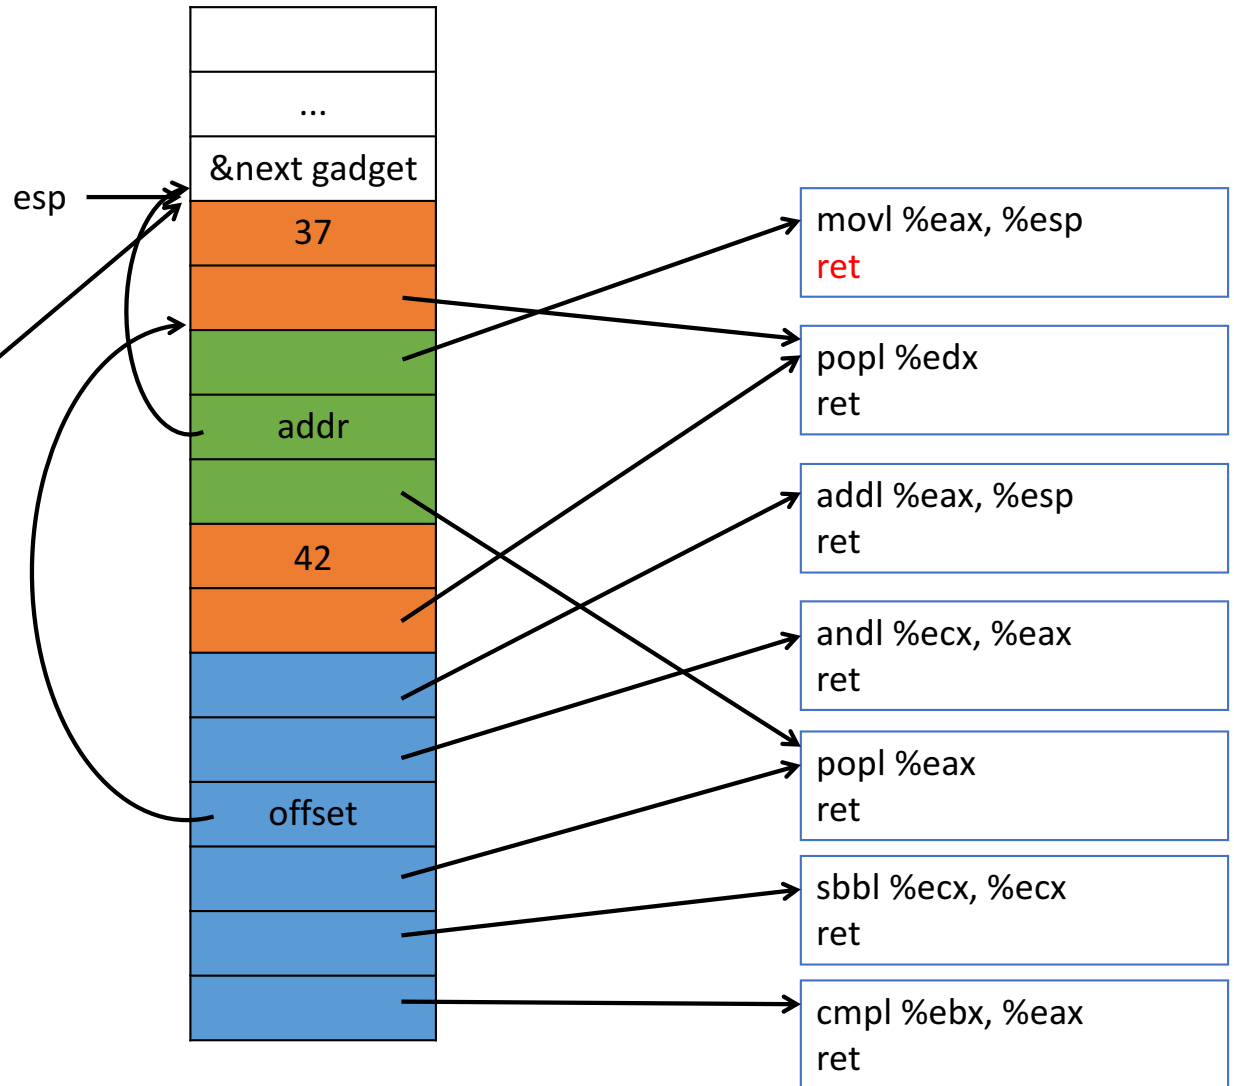 ...
&next gadget
esp
37
addr
42
offset
movl %eax, %esp
ret
popl %edx
ret
addl %eax, %esp
ret
andl %ecx, %eax
ret
popl %eax
ret
sbbl %ecx, %ecx
ret
cmpl %ebx, %eax
ret